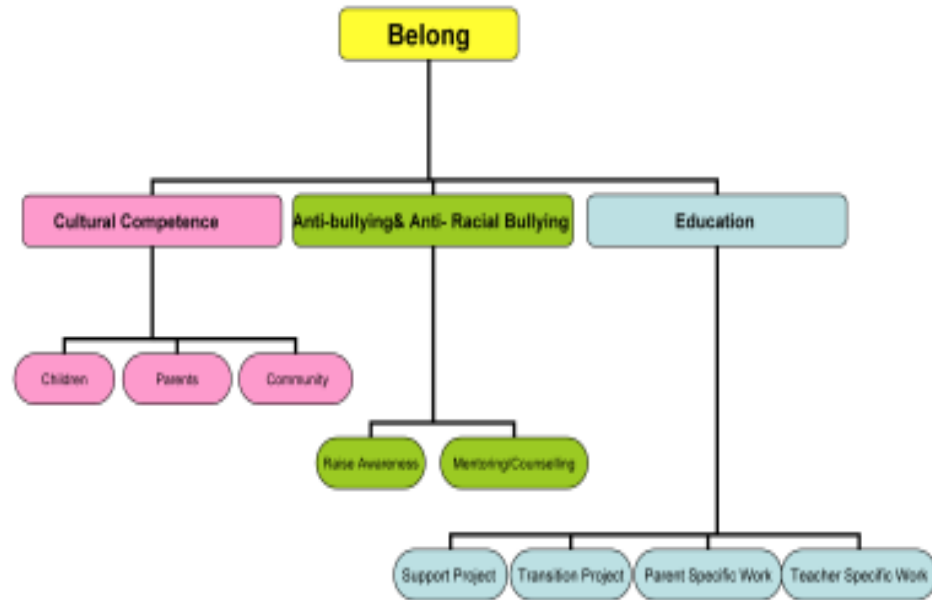 Belong
Cultural Competence
Anti-bullying& Anti- Racial Bullying
Education
Children
Parents
Community
Raise Awareness
Mentoring/Counselling
Support Project
Transition Project
Parent Specific Work
Teacher Specific Work